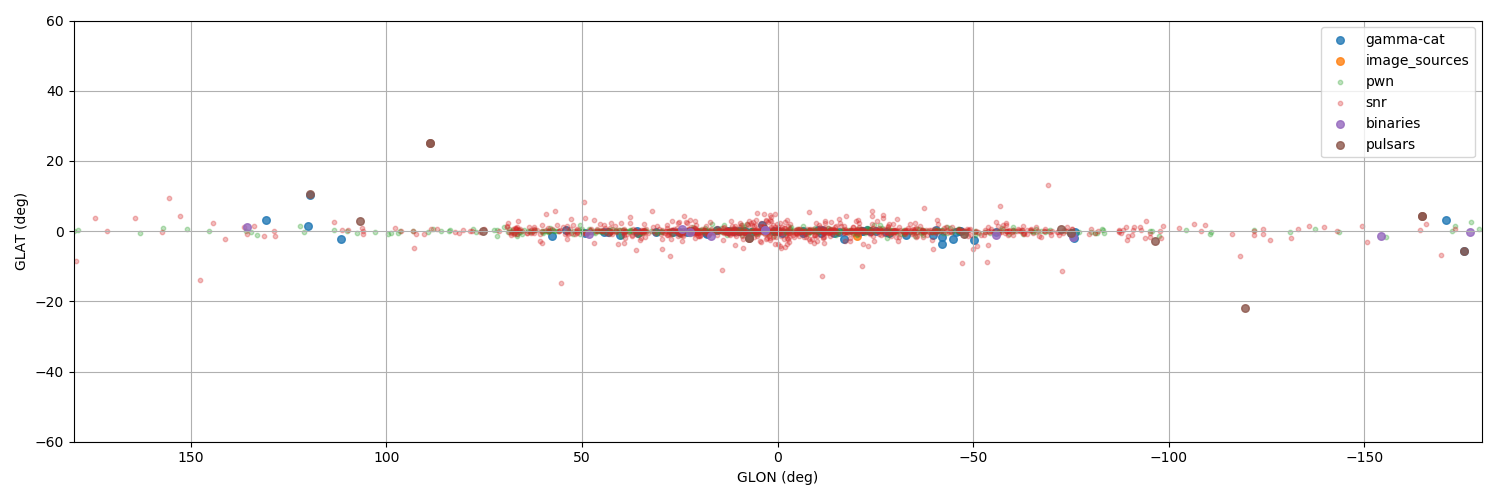 60
40
20
0
−20
−40
−60
GLAT (deg)
150
100
50
0
−50
−100
−150
GLON (deg)
gamma-cat
image_sources
pwn
snr
binaries
pulsars